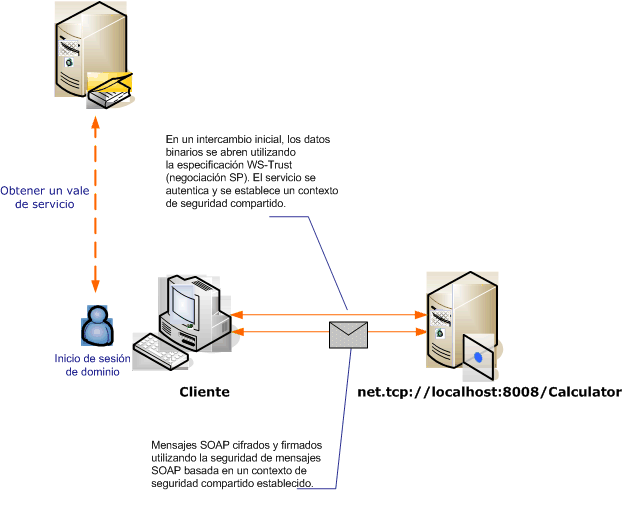 En un intercambio inicial, los datos
binarios se abren utilizando
la especificación WS-Trust
(negociación SP). El servicio se
autentica y se establece un contexto
de seguridad compartido.
Obtener un vale
de servicio
Inicio de sesión
de dominio
Cliente
net.tcp://localhost:8008/Calculator
Mensajes SOAP cifrados y firmados
utilizando la seguridad de mensajes
SOAP basada en un contexto de
seguridad compartido establecido.